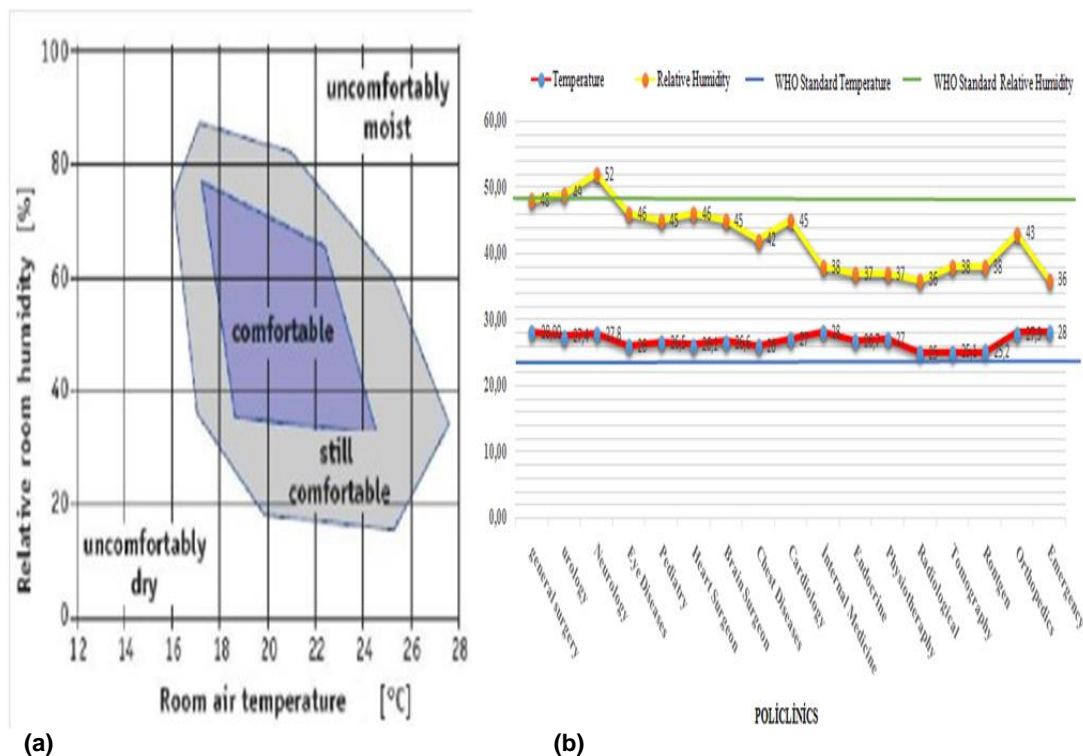 100
80
60
40
20
0
Relative room humidity [%]
uncomfortably
moist
comfortable
still
comfortable
uncomfortably
dry
12 14 16 18 20 22 24 26 28
Room air temperature [°C]
(a)
Temperature Relative Humidity WHO Standard Temperature WHO Standard Relative Humidity
60,00
50,00
40,00
30,00
20,00
10,00
,00
48 49 52 46 45 46 45 42 45 38 37 37 36 38 38 43 36
27,8 26 27 28 27 25 25,2 28
general surgery
urology
Neurology
Eye Diseases
Pediatry
Heart Surgeon
Brain Surgeon
Chest Diseases
Cardiology
Internal Medicine
Endocrine
Physiotheraphy
Radiological
Tomography
Rontgen
Orthopedics
Emergency
POLİCLİNİCS
(b)